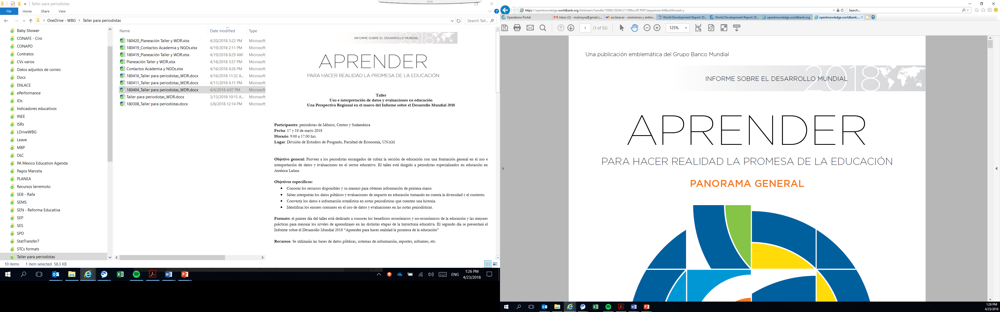 Taller para periodistas
File Home Share View
OneDrive - WBG > Taller para periodistas
Search Tall...
Baby Shower
CONAFE - Ciro
CONAPO
Contratos
CVs varios
Datos adjuntos de correo
Docs
ENLACE
ePerformance
IDs
Indicadores educativos
INEE
ISRs
LDriveWBG
Leave
MBP
OLC
PA Mexico Education Agenda
Pagos Marcela
PLANEA
Recursos terremoto
SEB - Rafa
SEMS
SEN - Reforma Educativa
SEP
SES
SPD
StatTransfer7
STCs formats
Taller para periodistas
Name Date modified Type
180420_Planeación Taller y WDR.xlsx 4/20/2018 3:22 PM Microsoft
180419_Contactos Academia y NGOs.xlsx 4/19/2018 2:11 PM Microsoft
180419_Planeación Taller y WDR.xlsx 4/19/2018 8:29 AM Microsoft
Planeación Taller y WDR.xlsx 4/18/2018 3:57 PM Microsoft
Contactos Academia y NGOs.xlsx 4/16/2018 4:26 PM Microsoft
180416_Taller para periodistas_WDR.docx 4/16/2018 11:32 A... Microsoft
180411_Taller para periodistas_WDR.docx 4/11/2018 4:11 PM Microsoft
180404_Taller para periodistas_WDR.docx 4/4/2018 4:07 PM Microsoft
Taller para periodistas_WDR.docx 3/13/2018 10:15 A... Microsoft
180308_Taller para periodistas.docx 3/8/2018 12:14 PM Microsoft
10 items 1 item selected 58.3 KB
2018
INFORME SOBRE EL DESARROLLO MUNDIAL
APRENDER
PARA HACER REALIDAD LA PROMESA DE LA EDUCACIÓN
Taller
Uso e interpretación de datos y evaluaciones en educación
Una Perspectiva Regional en el marco del Informe sobre el Desarrollo Mundial 2018
Participantes: periodistas de México, Centro y Sudamérica
Fecha: 17 y 18 de mayo 2018
Horario: 9:00 a 17:00 hrs.
Lugar: División de Estudios de Posgrado, Facultad de Economía, UNAM
Objetivo general: Proveer a los periodistas encargados de cubrir la sección de educación con una formación general en el uso e
interpretación de datos y evaluaciones en el sector educativo. El taller está dirigido a periodistas especializados en educación en
América Latina.
Objetivos específicos:
• Conocer los recursos disponibles y su manejo para obtener información de primera mano.
• Saber interpretar los datos públicos y evaluaciones de impacto en educación tomando en cuenta la diversidad y el contexto.
• Convertir los datos e información estadística en notas periodísticas que cuenten una historia.
• Identificar los errores comunes en el uso de datos y evaluaciones en las notas periodísticas.
Formato: el primer día del taller está dedicado a conocer los beneficios económicos y no-económicos de la educación y las mejores
prácticas para mejorar los niveles de aprendizajes en las distintas etapas de la trayectoria educativa. El segundo día se presentará el
Informe sobre el Desarrollo Mundial 2018 “Aprender para hacer realidad la promesa de la educación”
Recursos: Se utilizarán las bases de datos públicas, sistemas de información, reportes, informes, etc.
ENG
1:26 PM
4/23/2018
https://openknowledge.worldbank.org/bitstream/handle/10986/28340/211096ovSP.PDF?sequence=64&isAllowed=y
Search...
Operations Portal
Inbox (3) - msilveyra@gmail.c...
esclarecer - sinónimos y antón...
World Development Report 20...
World Development Report 20...
openknowledge.worldbank.org
openknowledge.worldbank....
i (1 of 52) 125%
Una publicación emblemática del Grupo Banco Mundial
2018
INFORME SOBRE EL DESARROLLO MUNDIAL
APRENDER
PARA HACER REALIDAD LA PROMESA DE LA EDUCACIÓN
PANORAMA GENERAL
1:26 PM
4/23/2018